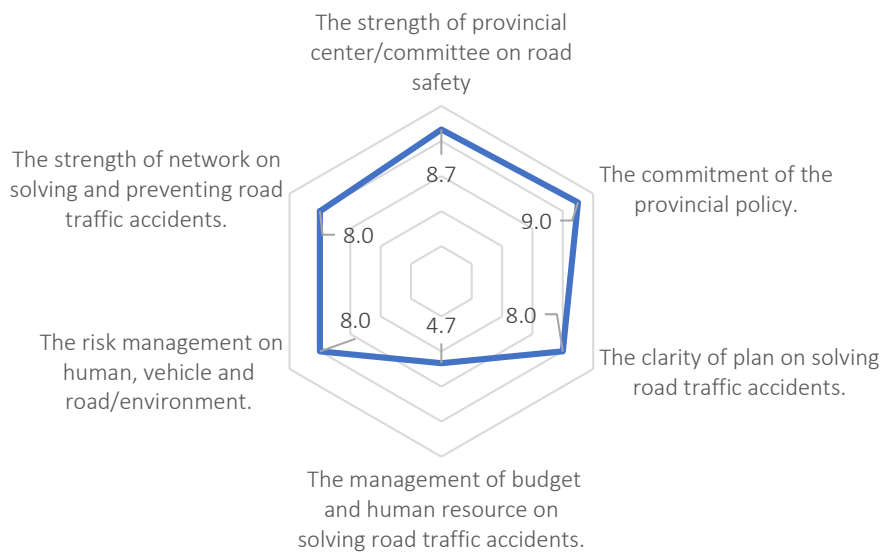 The strength of provincial
center/committee on road
safety
The commitment of the
provincial policy.
The clarity of plan on solving
road traffic accidents.
The management of budget
and human resource on
solving road traffic accidents.
The risk management on
human, vehicle and
road/environment.
The strength of network on
solving and preventing road
traffic accidents.
8.7
9.0
8.0
4.7
8.0
8.0